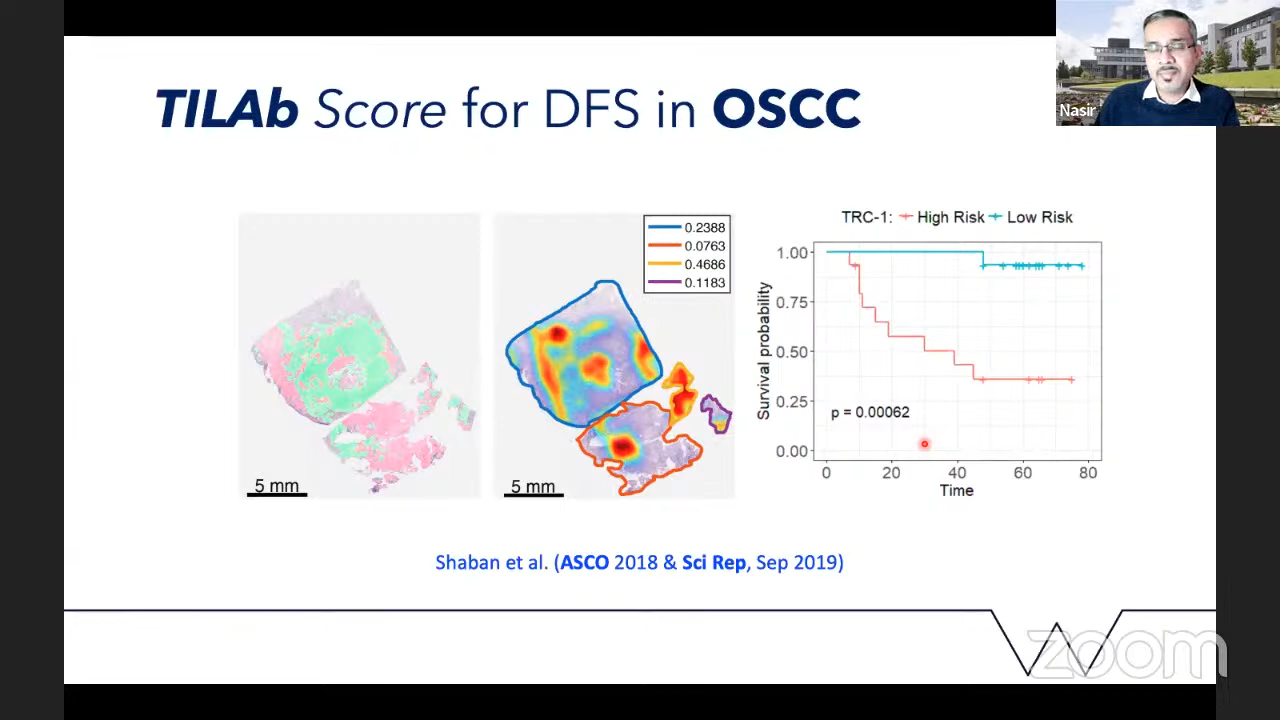 TILAb Score for DFS in OSCC
Nasir
0.2388
0.0763
0.4686
0.1183
5 mm
5 mm
TRC-1: High Risk Low Risk
Survival probability
1.00
0.75
0.50
0.25
0.00
p = 0.00062
0 20 40 60 80
Time
Shaban et al. (ASCO 2018 & Sci Rep, Sep 2019)
zoom